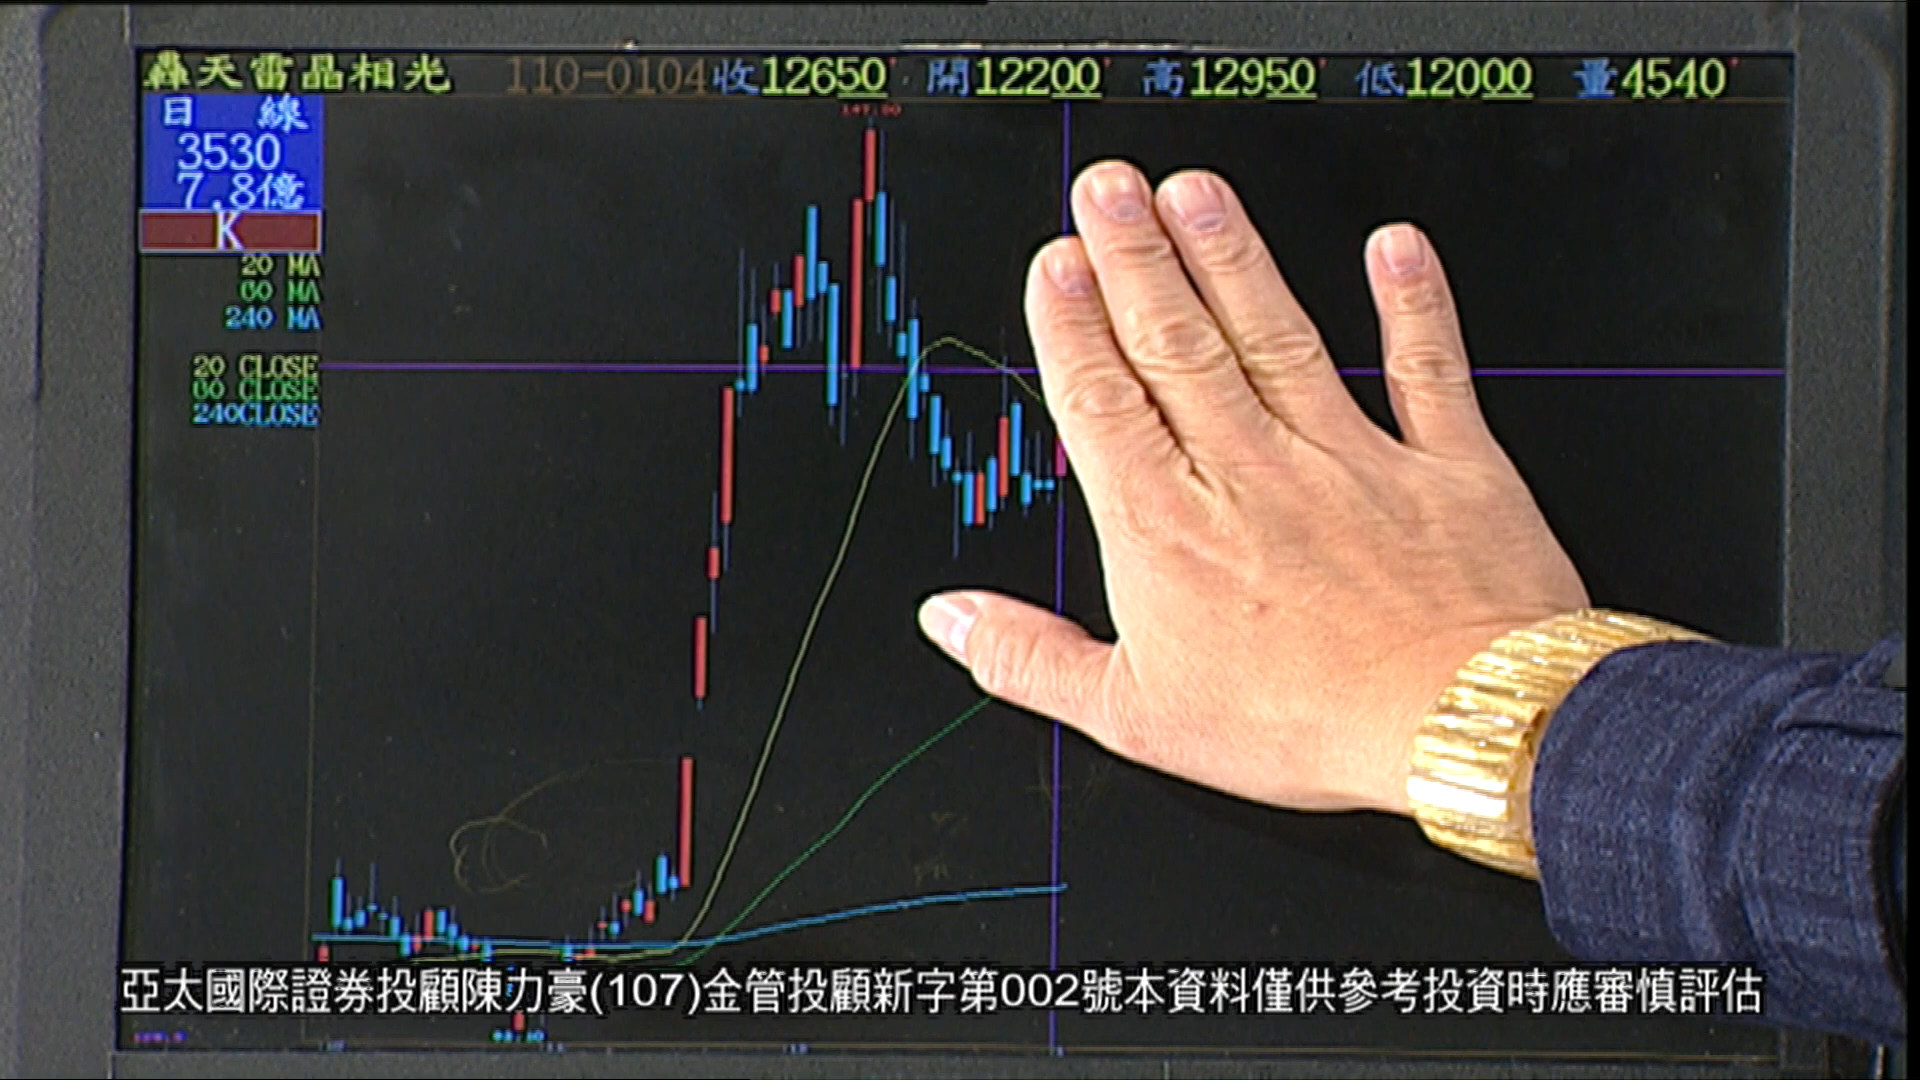 轟天雷晶相光 110-0104 收12650 開12200 高12950 低12000 量4540
147.00
日 線
3530
7.8億
K
20 MA
60 MA
240 MA
20 CLOSE
60 CLOSE
240CLOSE
亞太國際證券投顧陳力豪(107)金管投顧新字第002號本資料僅供參考投資時應審慎評估